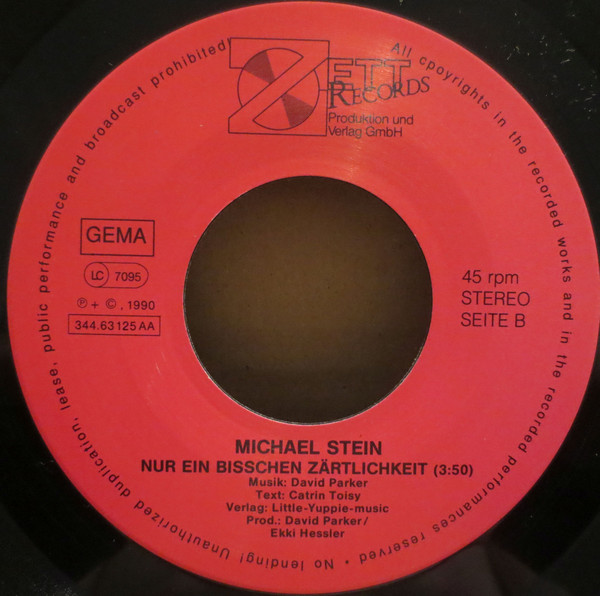 ZETT
RECORDS
Produktion und
Verlag GmbH
GEMA
LC 7095
℗ + ©, 1990
344.63125 AA
45 rpm
STEREO
SEITE B
MICHAEL STEIN
NUR EIN BISSCHEN ZÄRTLICHKEIT (3:50)
Musik: David Parker
Text: Catrin Toisy
Verlag: Little-Yuppie-music
Prod.: David Parker/
Ekki Hessler
All cpoyrights in the recorded works and in the recorded performances reserved • No lending! Unauthorized duplication, lease, public performance and broadcast prohibited!